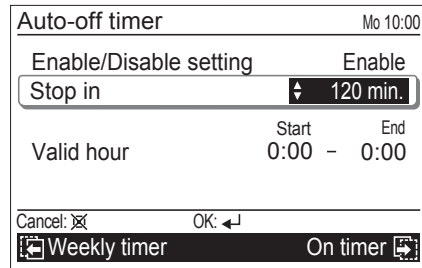 Auto-off timer Mo 10:00
Enable/Disable setting Enable
Stop in 120 min.
Start End
Valid hour 0:00 – 0:00
Cancel: OK:
Weekly timer On timer